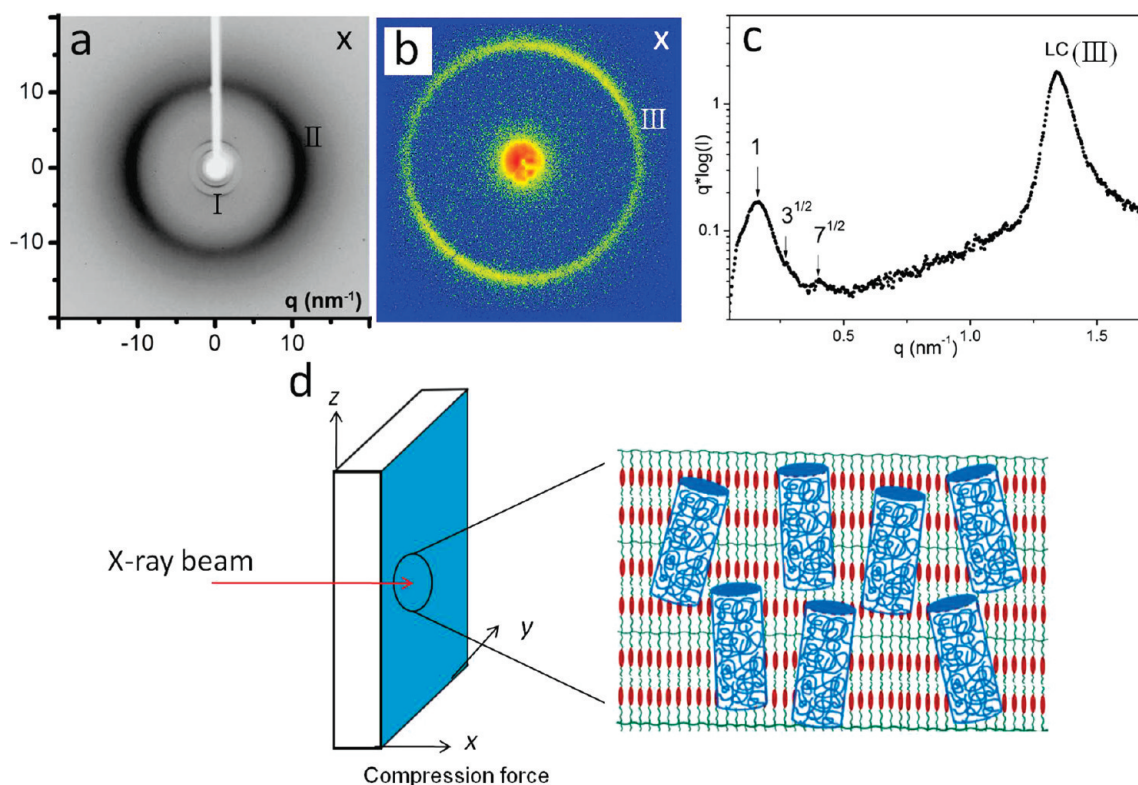 a
x
10
0
-10
I
II
q (nm⁻¹)
-10
0
10
b
x
III
c
q*log(I)
1
0.1
1
3^1/2
7^1/2
LC (III)
0.5
1.0
1.5
q (nm⁻¹)
d
z
X-ray beam
y
x
Compression force